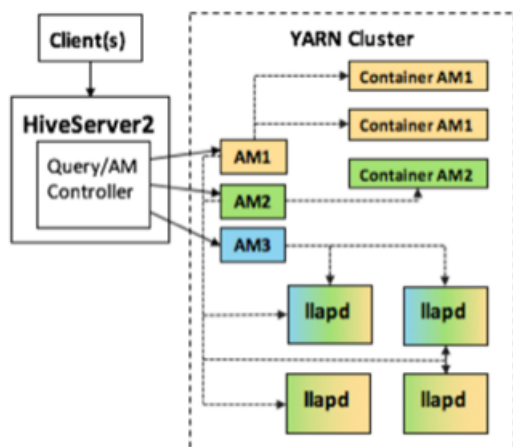 Client(s)
YARN Cluster
HiveServer2
Query/AM
Controller
AM1
AM2
AM3
Container AM1
Container AM1
Container AM2
llapd
llapd
llapd
llapd